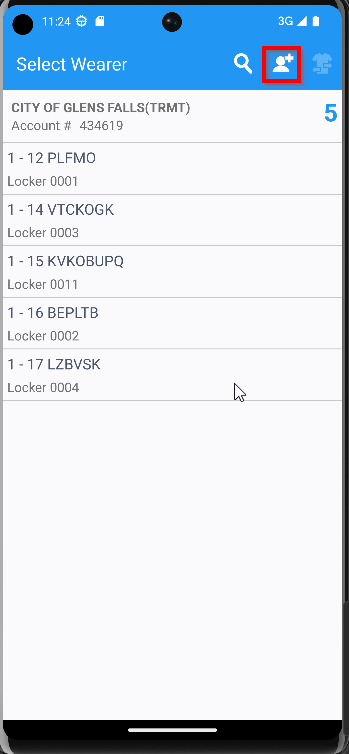 11:24 3G
Select Wearer
CITY OF GLENS FALLS(TRMT) 5
Account # 434619
1 - 12 PLFMO
Locker 0001
1 - 14 VTCKOGK
Locker 0003
1 - 15 KVKOBUPQ
Locker 0011
1 - 16 BEPLTB
Locker 0002
1 - 17 LZBVSK
Locker 0004